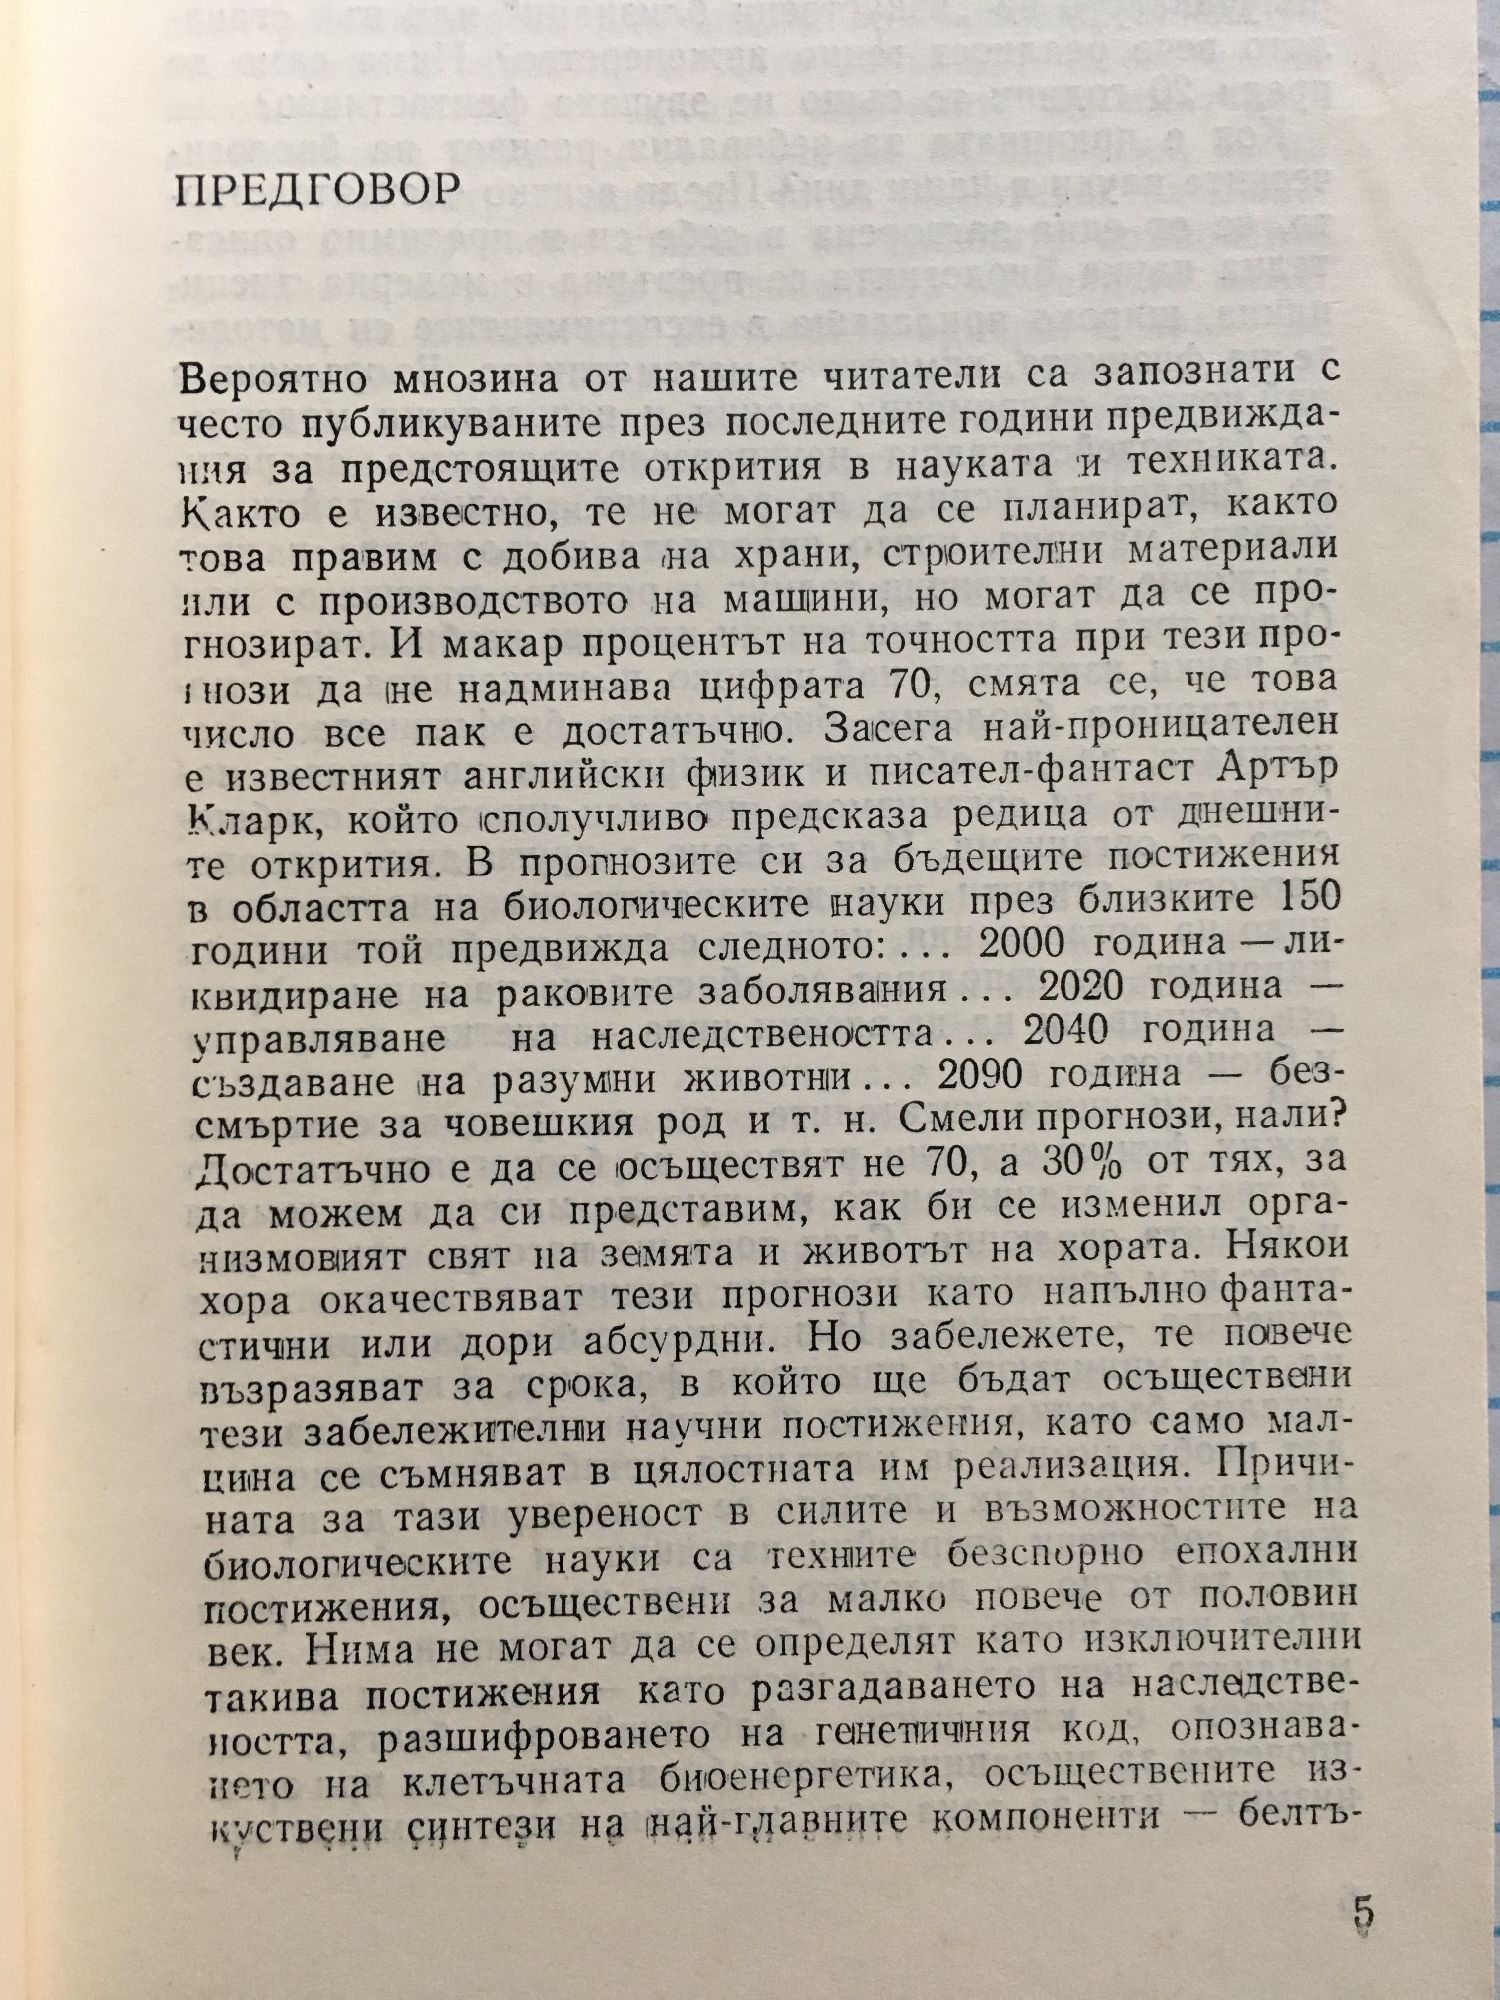 ПРЕДГОВОР
Вероятно мнозина от нашите читатели са запознати с
често публикуваните през последните години предвижда-
ния за предстоящите открития в науката и техниката.
Както е известно, те не могат да се планират, както
това правим с добива на храни, строителни материали
или с производството на машини, но могат да се про-
гнозират. И макар процентът на точността при тези про-
гнози да не надминава цифрата 70, смята се, че това
число все пак е достатъчно. Засега най-проницателен
е известният английски физик и писател-фантаст Артър
Кларк, който сполучливо предсказа редица от днешни-
те открития. В прогнозите си за бъдещите постижения
в областта на биологическите науки през близките 150
години той предвижда следното: ... 2000 година — ли-
квидиране на раковите заболявания ... 2020 година —
управляване на наследствеността ... 2040 година —
създаване на разумни животни ... 2090 година — без-
смъртие за човешкия род и т. н. Смели прогнози, нали?
Достатъчно е да се осъществят не 70, а 30% от тях, за
да можем да си представим, как би се изменил орга-
низмовият свят на земята и животът на хората. Някои
хора окачествяват тези прогнози като напълно фанта-
стични или дори абсурдни. Но забележете, те повече
възразяват за срока, в който ще бъдат осъществени
тези забележителни научни постижения, като само мал-
цина се съмняват в цялостната им реализация. Причи-
ната за тази увереност в силите и възможностите на
биологическите науки са техните безспорно епохални
постижения, осъществени за малко повече от половин
век. Нима не могат да се определят като изключителни
такива постижения като разгадаването на наследстве-
ността, разшифроването на генетичния код, опознава-
нето на клетъчната биоенергетика, осъществените из-
куствени синтези на най-главните компоненти — белтъ-
5